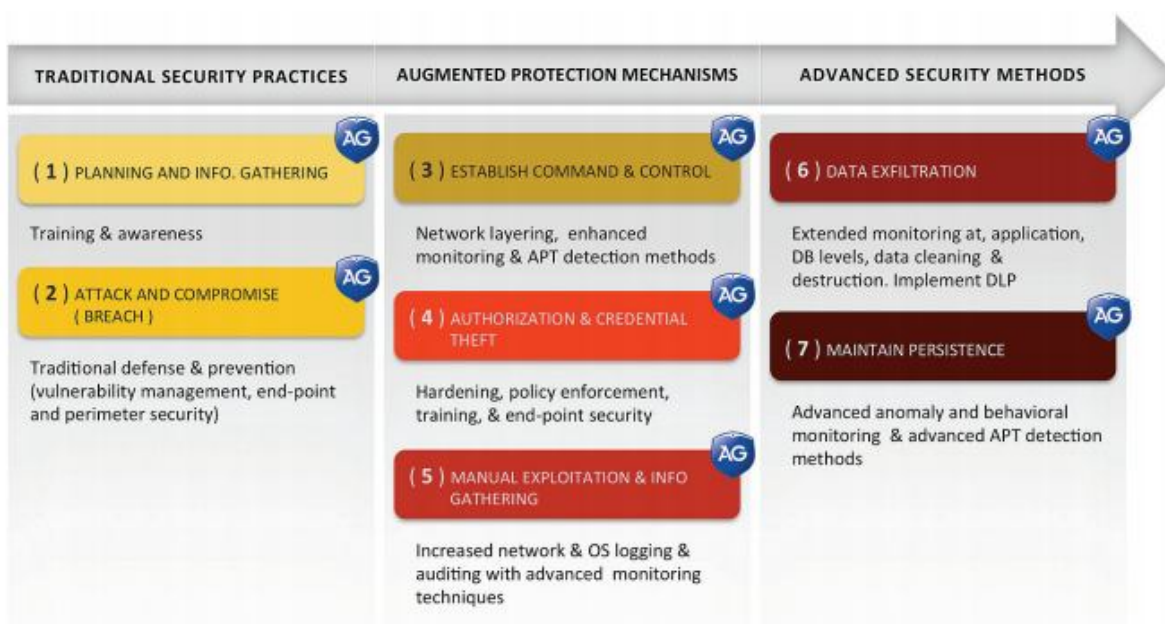 TRADITIONAL SECURITY PRACTICES
AUGMENTED PROTECTION MECHANISMS
ADVANCED SECURITY METHODS
AG
( 1 ) PLANNING AND INFO. GATHERING
Training & awareness
AG
( 2 ) ATTACK AND COMPROMISE
( BREACH )
Traditional defense & prevention
(vulnerability management, end-point
and perimeter security)
AG
( 3 ) ESTABLISH COMMAND & CONTROL
Network layering, enhanced
monitoring & APT detection methods
AG
( 4 ) AUTHORIZATION & CREDENTIAL
THEFT
Hardening, policy enforcement,
training, & end-point security
AG
( 5 ) MANUAL EXPLOITATION & INFO
GATHERING
Increased network & OS logging &
auditing with advanced monitoring
techniques
AG
( 6 ) DATA EXFILTRATION
Extended monitoring at, application,
DB levels, data cleaning &
destruction. Implement DLP
AG
( 7 ) MAINTAIN PERSISTENCE
Advanced anomaly and behavioral
monitoring & advanced APT detection
methods